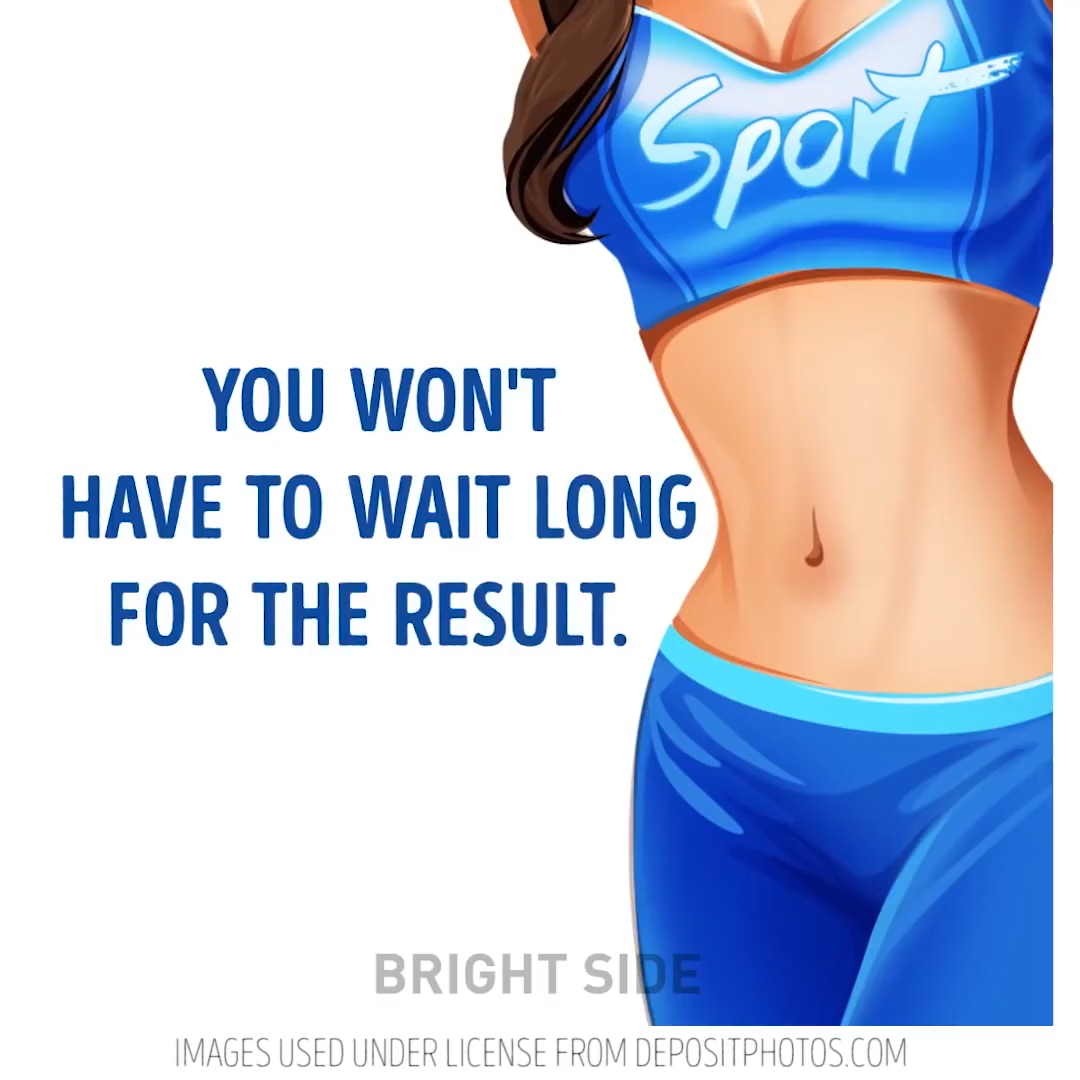 Sport
YOU WON'T
HAVE TO WAIT LONG
FOR THE RESULT.
BRIGHT SIDE
IMAGES USED UNDER LICENSE FROM DEPOSITPHOTOS.COM